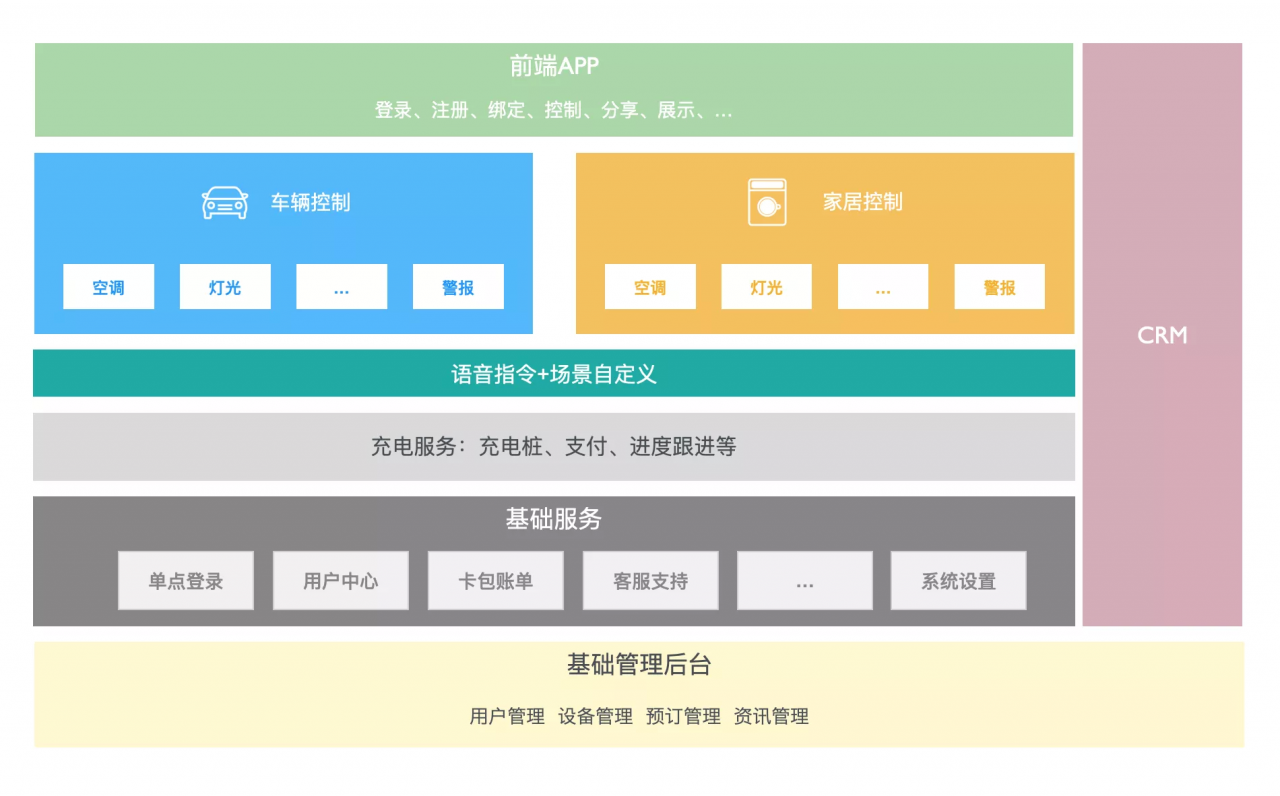 前端APP
登录、注册、绑定、控制、分享、展示、...
车辆控制
空调 灯光 ... 警报
家居控制
空调 灯光 ... 警报
语音指令+场景自定义
充电服务：充电桩、支付、进度跟进等
基础服务
单点登录 用户中心 卡包账单 客服支持 ... 系统设置
CRM
基础管理后台
用户管理 设备管理 预订管理 资讯管理